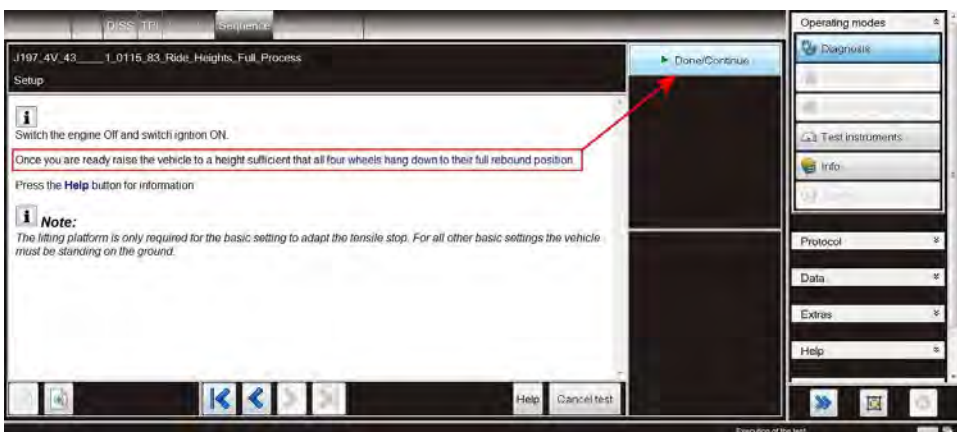 DISS TPI
Sequence
J197_4V_43____1_0115_83_Ride_Heights_Full_Process
Setup
Done/Continue
Switch the engine Off and switch ignition ON.
Once you are ready raise the vehicle to a height sufficient that all four wheels hang down to their full rebound position
Press the Help button for information
Note:
The lifting platform is only required for the basic setting to adapt the tensile stop. For all other basic settings the vehicle
must be standing on the ground.
Help
Cancel test
Operating modes
Diagnosis
Test instruments
Info
Protocol
Data
Extras
Help
Execution of the test